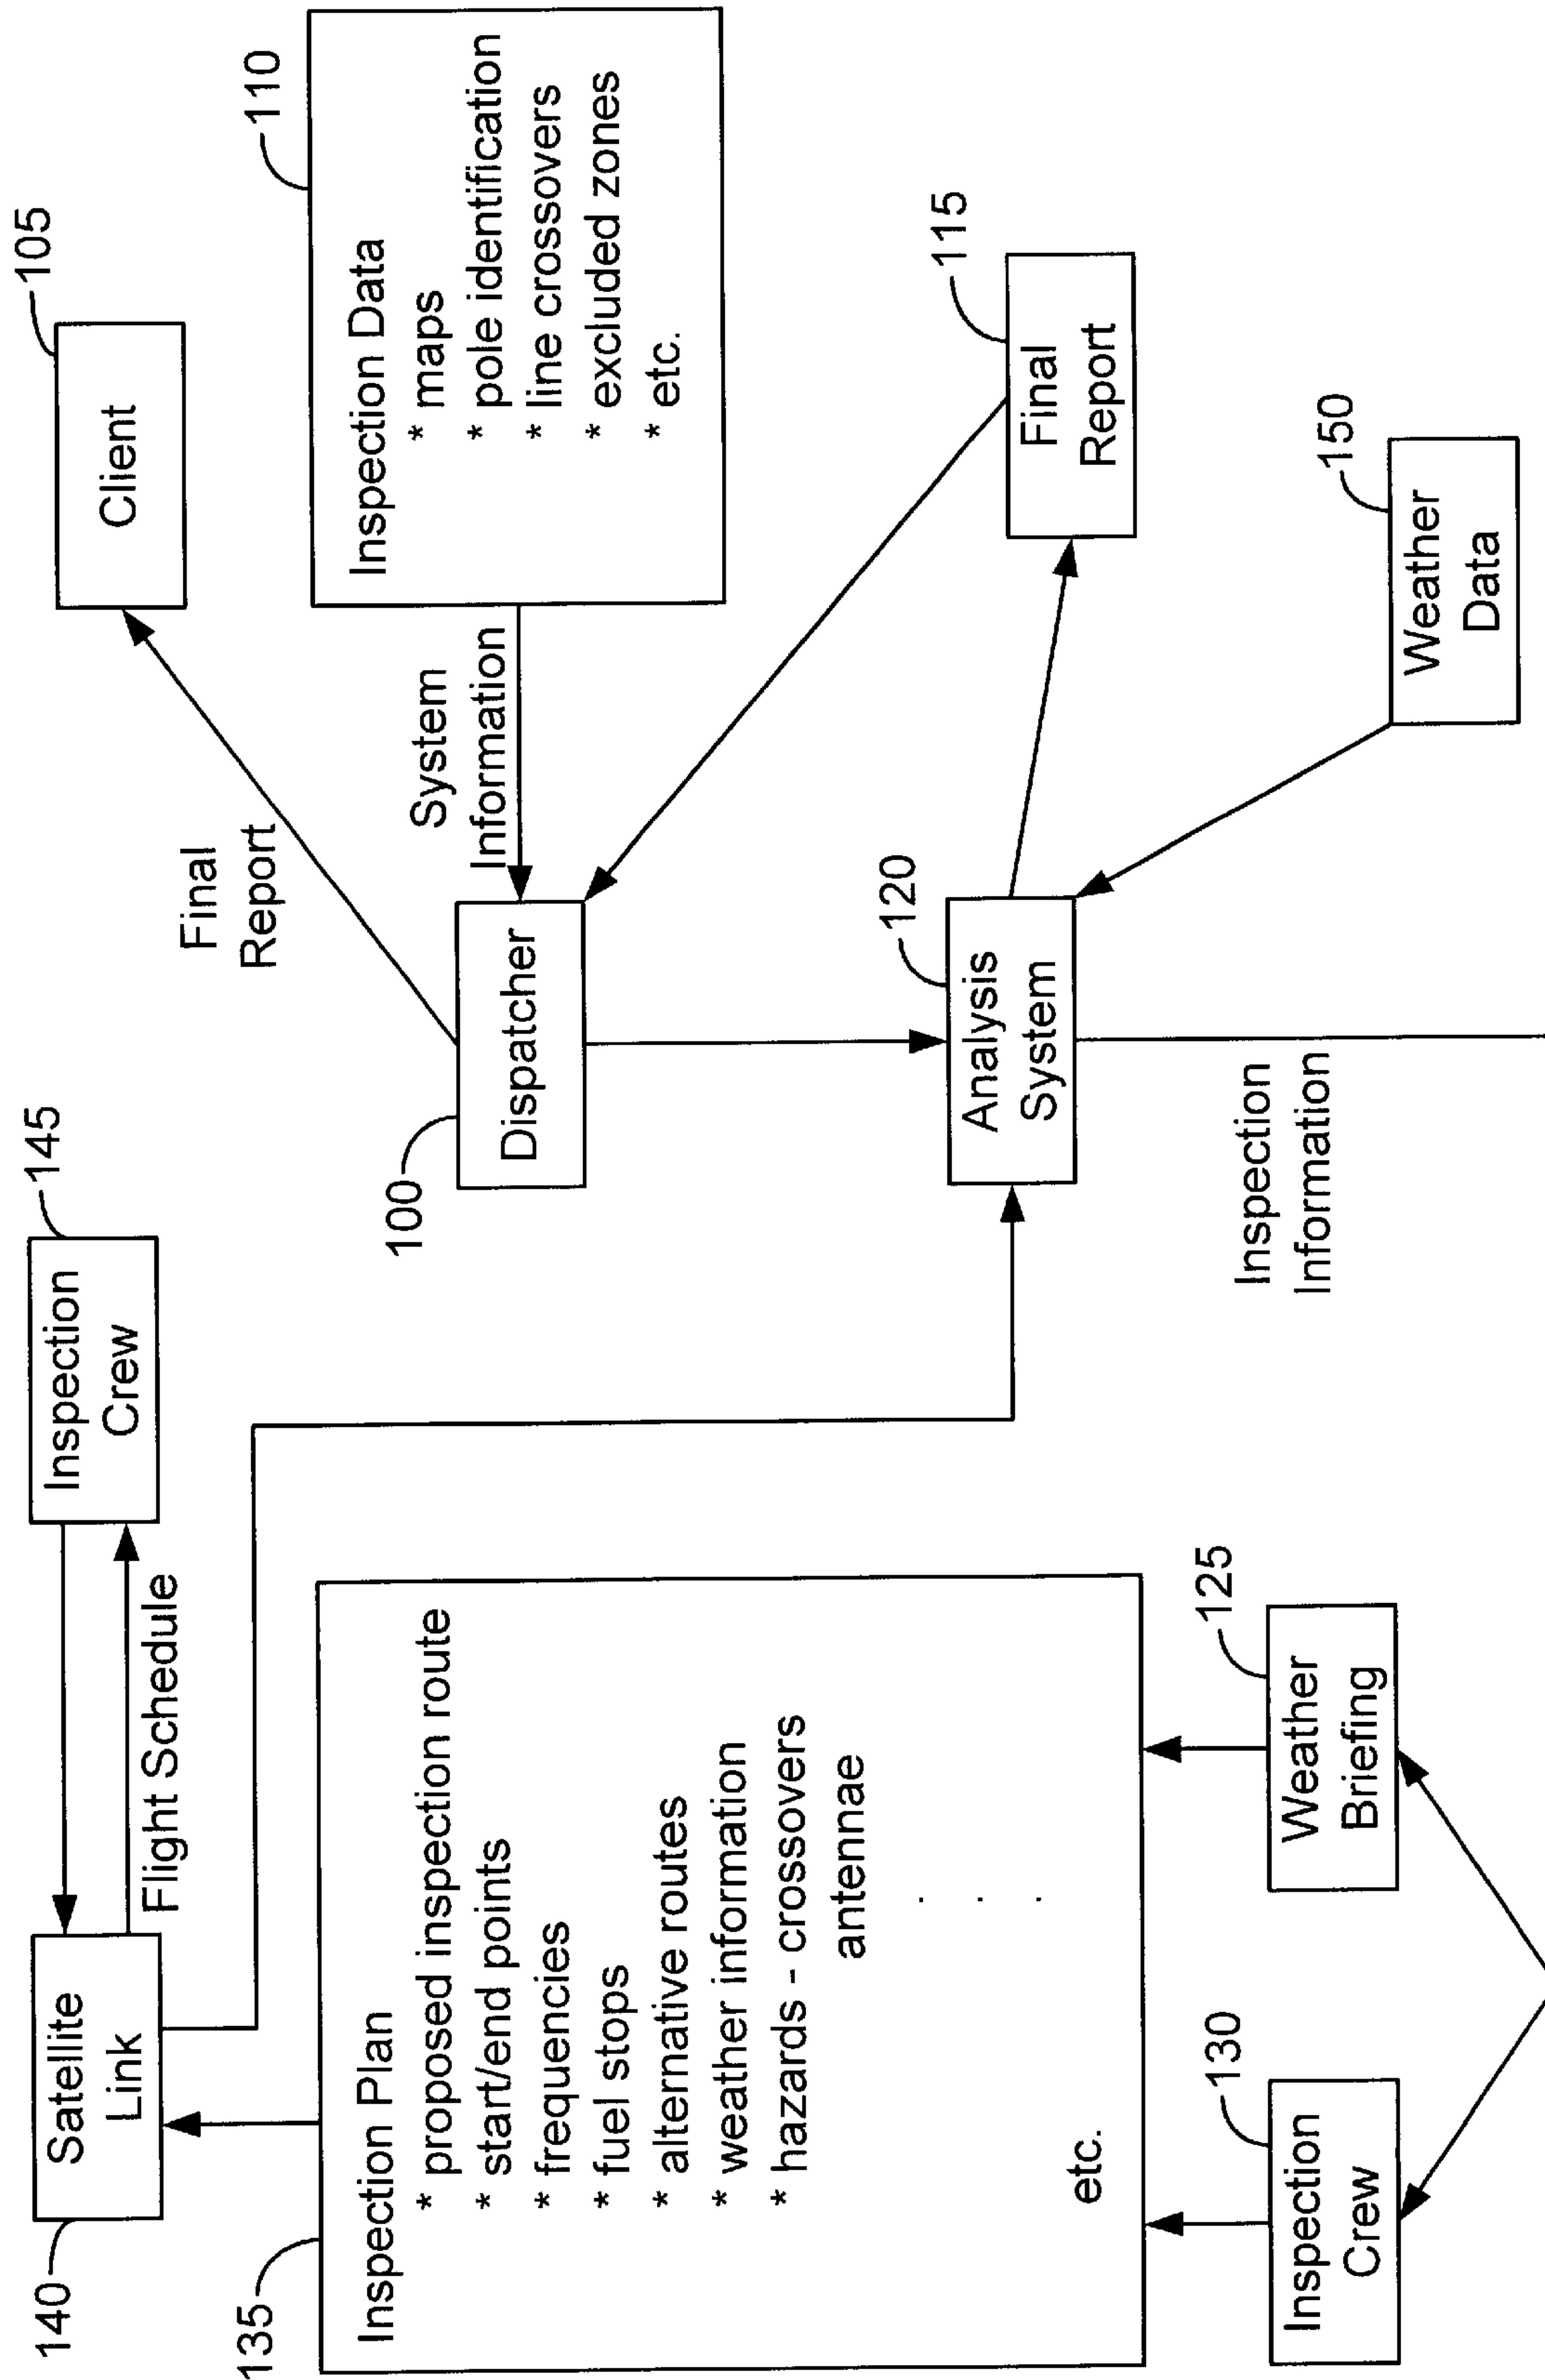 145
Inspection
Crew
105
Client
140
Satellite
Link
Flight Schedule
Final
Report
110
Inspection Data
* maps
* pole identification
* line crossovers
* excluded zones
* etc.
System
Information
100
Dispatcher
135
Inspection Plan
* proposed inspection route
* start/end points
* frequencies
* fuel stops
* alternative routes
* weather information
* hazards - crossovers
antennae
. . .
etc.
120
Analysis
System
115
Final
Report
130
Inspection
Crew
125
Weather
Briefing
Inspection
Information
150
Weather
Data